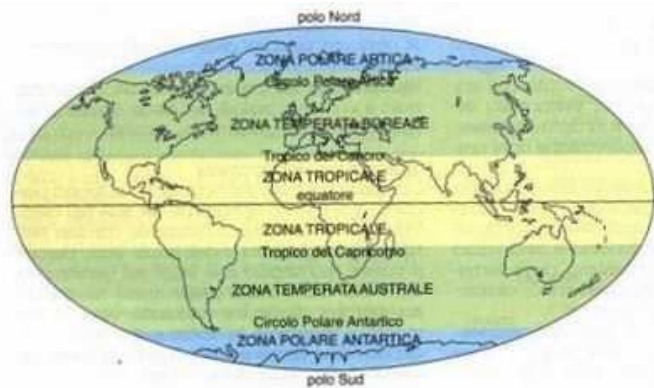 polo Nord
ZONA POLARE ARTICA
Circolo Polare Artico
ZONA TEMPERATA BOREALE
Tropico del Cancro
ZONA TROPICALE
equatore
ZONA TROPICALE
Tropico del Capricorno
ZONA TEMPERATA AUSTRALE
Circolo Polare Antartico
ZONA POLARE ANTARTICA
polo Sud